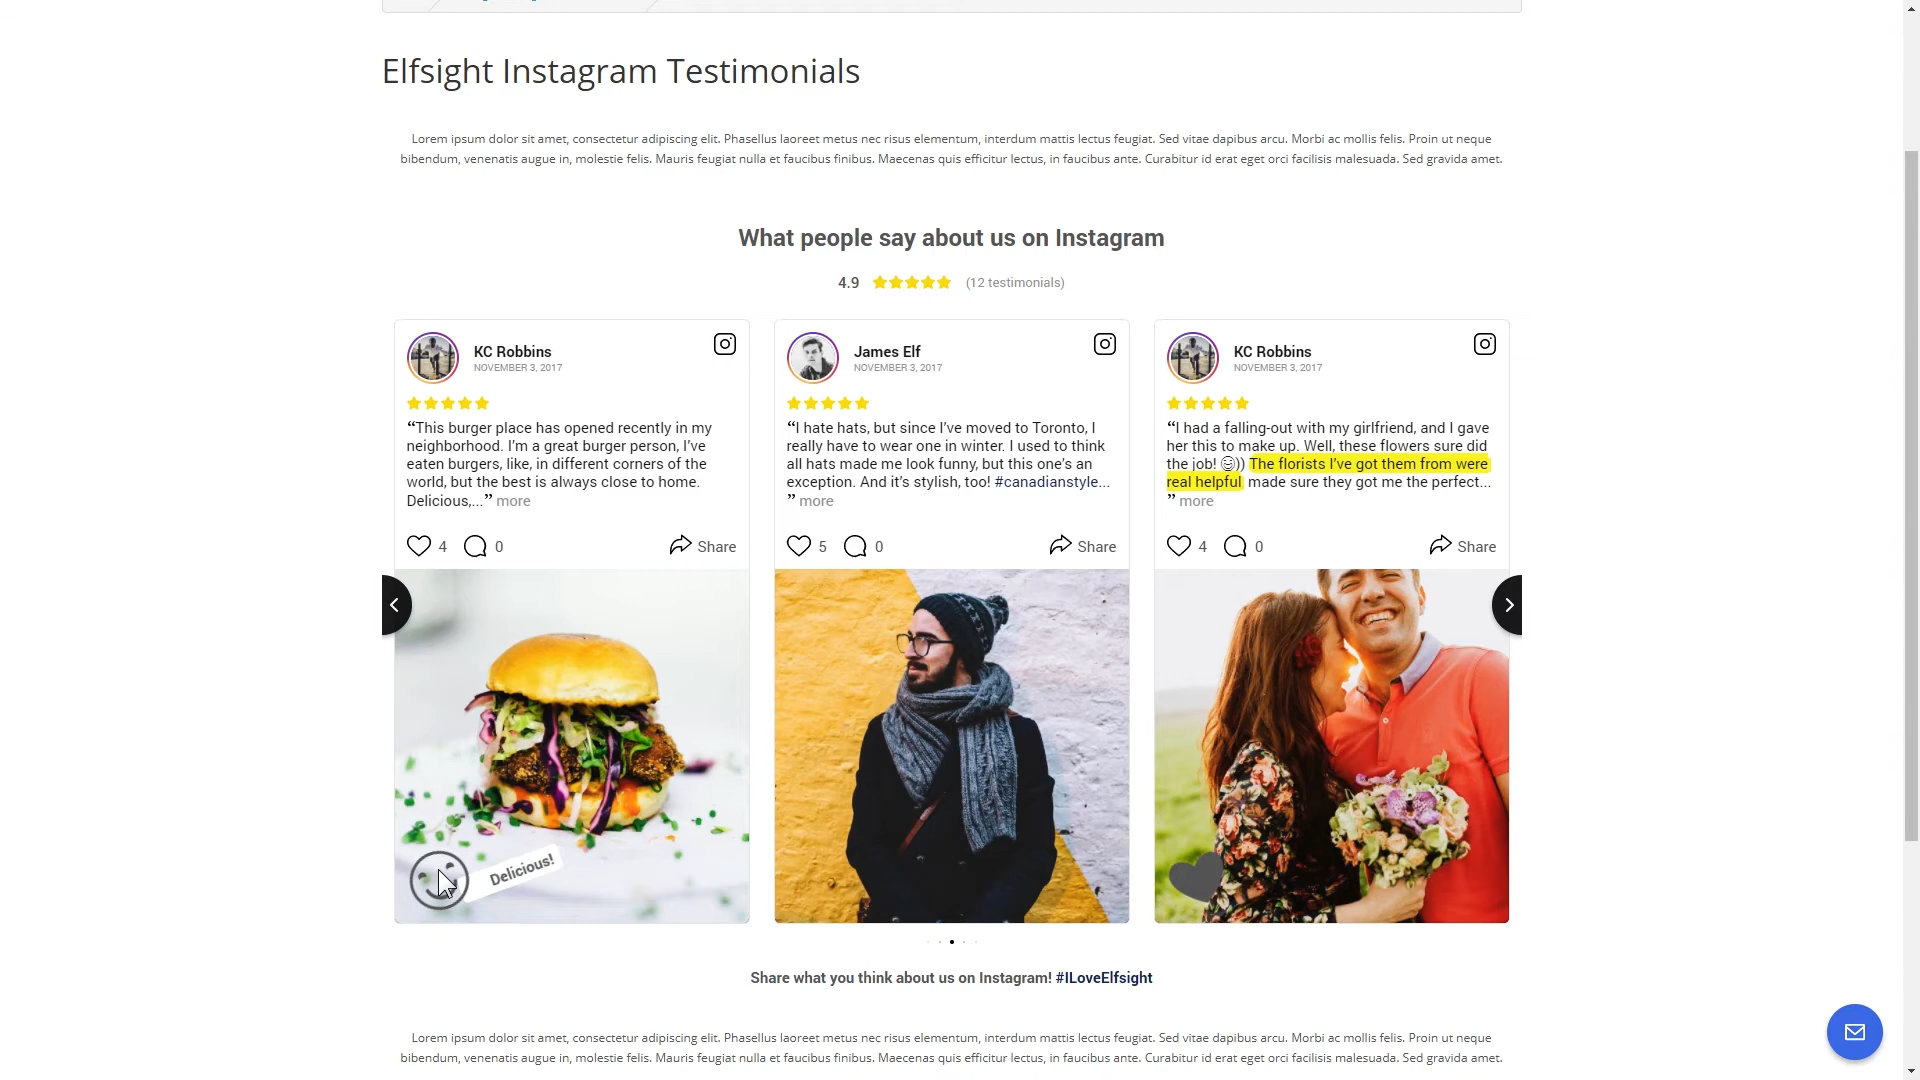 Elfsight Instagram Testimonials
Lorem ipsum dolor sit amet, consectetur adipiscing elit. Phasellus laoreet metus nec risus elementum, interdum mattis lectus feugiat. Sed vitae dapibus arcu. Morbi ac mollis felis. Proin ut neque
bibendum, venenatis augue in, molestie felis. Mauris feugiat nulla et faucibus finibus. Maecenas quis efficitur lectus, in faucibus ante. Curabitur id erat eget orci facilisis malesuada. Sed gravida amet.
What people say about us on Instagram
4.9 (12 testimonials)
KC Robbins
NOVEMBER 3, 2017
“This burger place has opened recently in my
neighborhood. I’m a great burger person, I’ve
eaten burgers, like, in different corners of the
world, but the best is always close to home.
Delicious,...” more
4 0 Share
Delicious!
James Elf
NOVEMBER 3, 2017
“I hate hats, but since I’ve moved to Toronto, I
really have to wear one in winter. I used to think
all hats made me look funny, but this one’s an
exception. And it’s stylish, too! #canadianstyle...
” more
5 0 Share
KC Robbins
NOVEMBER 3, 2017
“I had a falling-out with my girlfriend, and I gave
her this to make up. Well, these flowers sure did
the job! 😅)) The florists I’ve got them from were
real helpful, made sure they got me the perfect...
” more
4 0 Share
Share what you think about us on Instagram! #ILoveElfsight
Lorem ipsum dolor sit amet, consectetur adipiscing elit. Phasellus laoreet metus nec risus elementum, interdum mattis lectus feugiat. Sed vitae dapibus arcu. Morbi ac mollis felis. Proin ut neque
bibendum, venenatis augue in, molestie felis. Mauris feugiat nulla et faucibus finibus. Maecenas quis efficitur lectus, in faucibus ante. Curabitur id erat eget orci facilisis malesuada. Sed gravida amet.